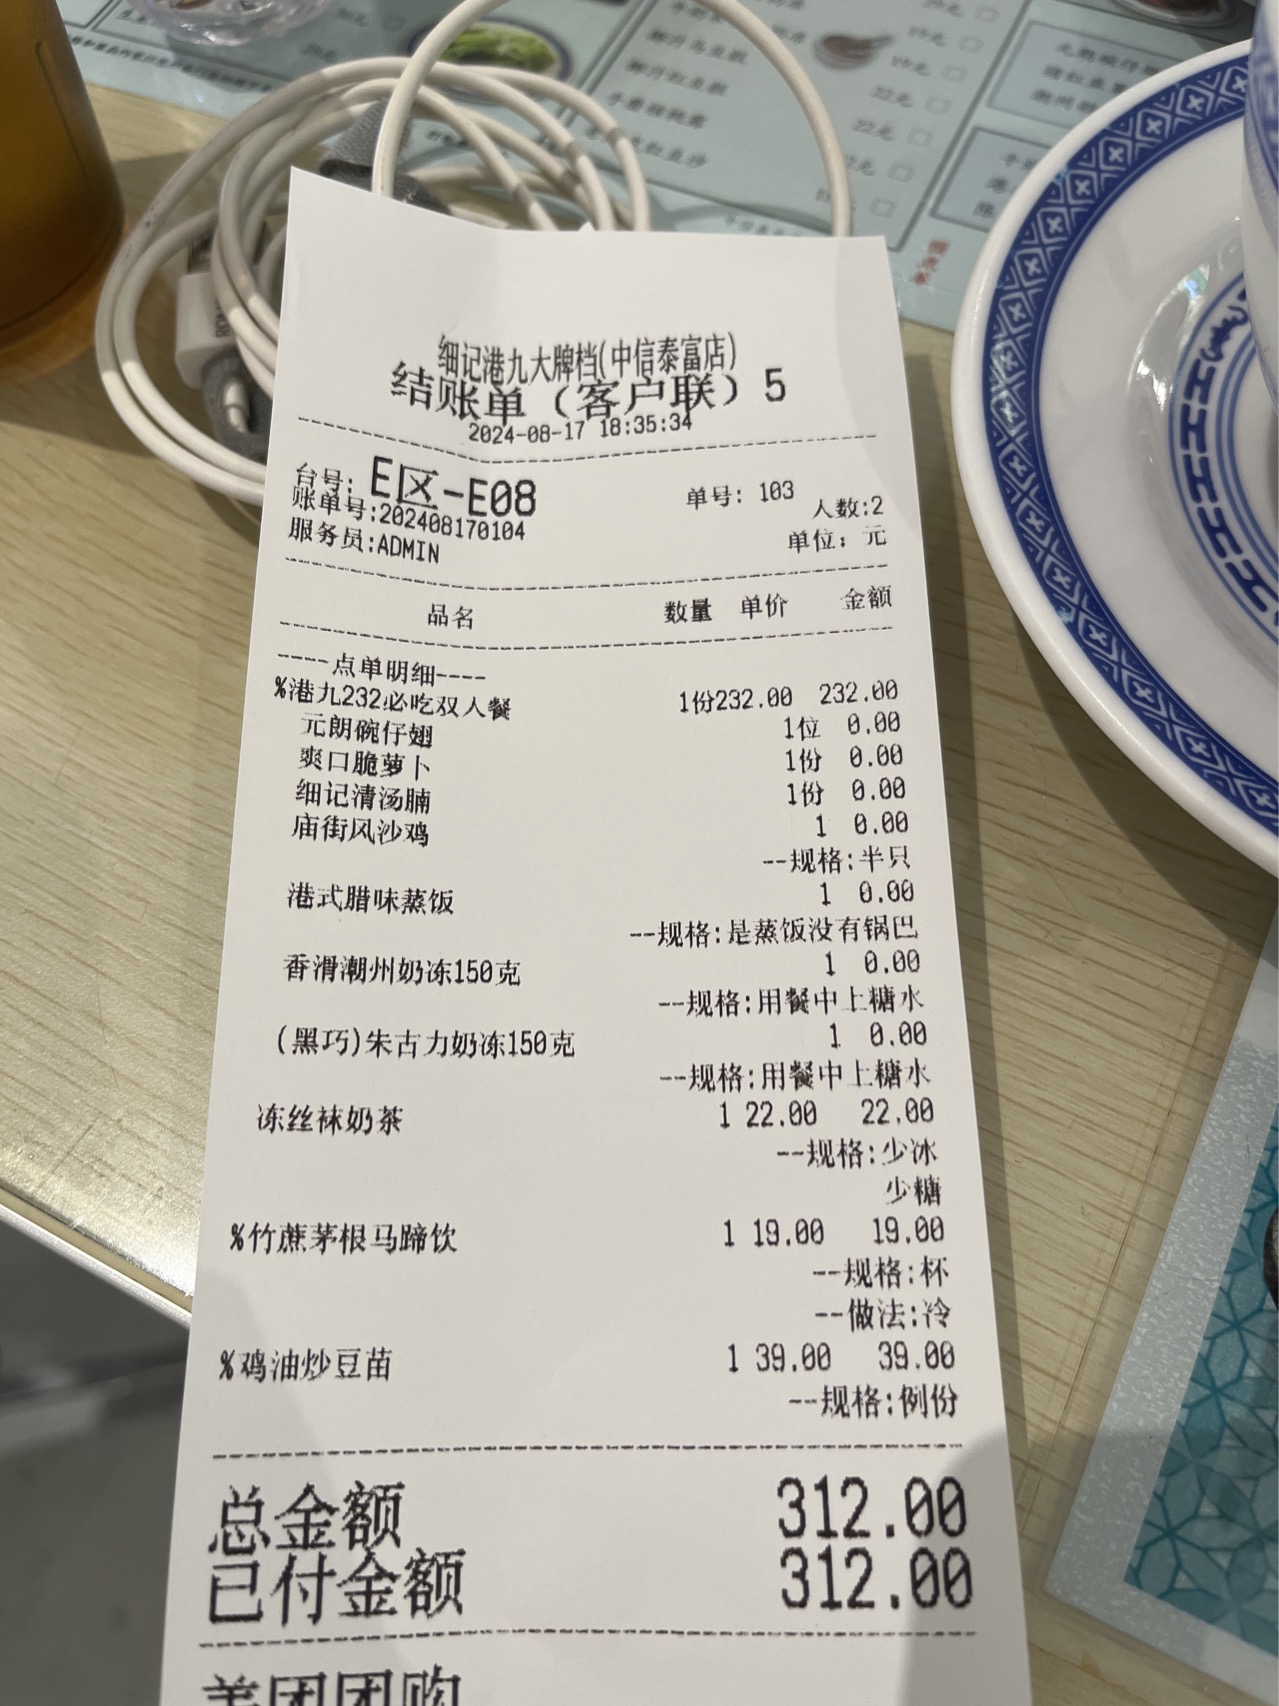 细记港九大牌档(中信泰富店)
结账单（客户联）5
2024-08-17 18:35:34
台号: E区-E08 单号: 103
账单号:202408170104 人数:2
服务员:ADMIN 单位: 元
品名 数量 单价 金额
----点单明细----
%港九232必吃双人餐 1份232.00 232.00
元朗碗仔翅 1位 0.00
爽口脆萝卜 1份 0.00
细记清汤腩 1份 0.00
庙街风沙鸡 1 0.00
--规格:半只
港式腊味蒸饭 1 0.00
--规格:是蒸饭没有锅巴
香滑潮州奶冻150克 1 0.00
--规格:用餐中上糖水
(黑巧)朱古力奶冻150克 1 0.00
--规格:用餐中上糖水
冻丝袜奶茶 1 22.00 22.00
--规格:少冰
少糖
%竹蔗茅根马蹄饮 1 19.00 19.00
--规格:杯
--做法:冷
%鸡油炒豆苗 1 39.00 39.00
--规格:例份
总金额 312.00
已付金额 312.00
美团团购